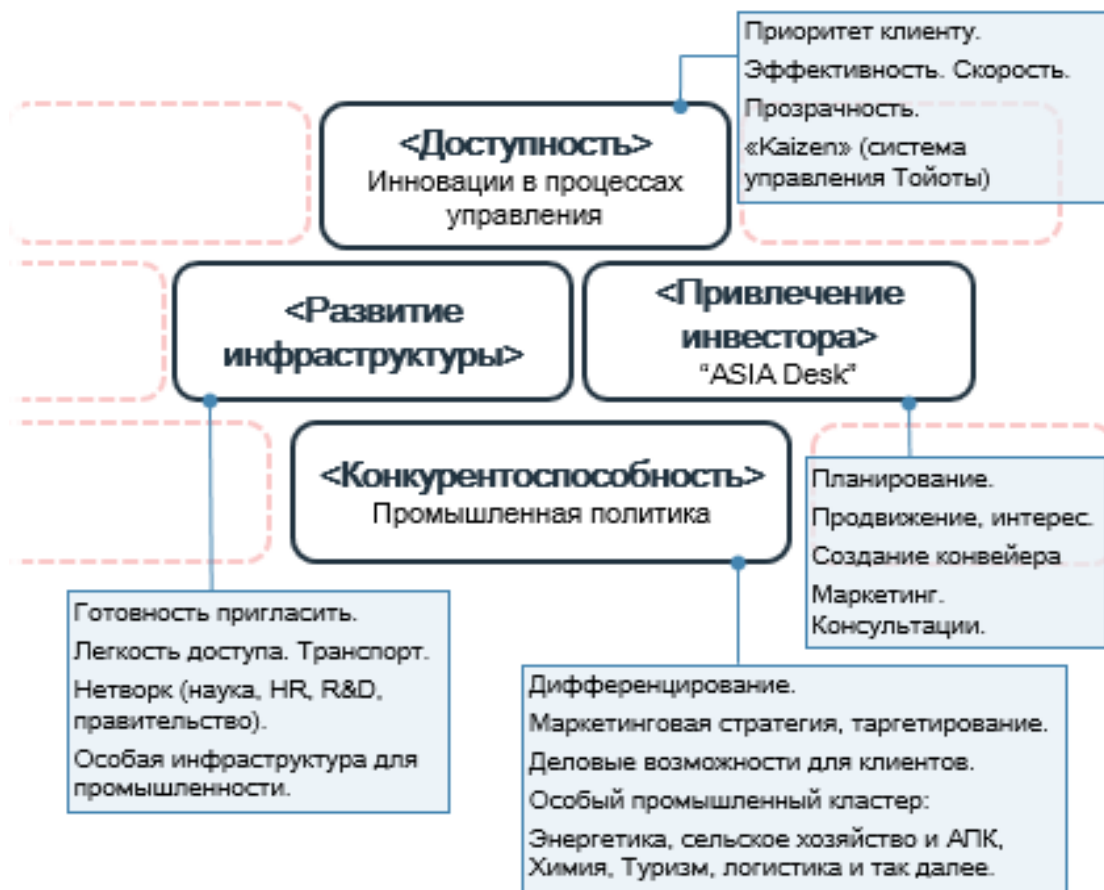 Приоритет клиенту.
Эффективность. Скорость.
Прозрачность.
«Kaizen» (система
управления Тойоты)
<Доступность>
Инновации в процессах
управления
<Развитие
инфраструктуры>
<Привлечение
инвестора>
“ASIA Desk”
<Конкурентоспособность>
Промышленная политика
Планирование.
Продвижение, интерес.
Создание конвейера
Маркетинг.
Консультации.
Готовность пригласить.
Легкость доступа. Транспорт.
Нетворк (наука, HR, R&D,
правительство).
Особая инфраструктура для
промышленности.
Дифференцирование.
Маркетинговая стратегия, таргетирование.
Деловые возможности для клиентов.
Особый промышленный кластер:
Энергетика, сельское хозяйство и АПК,
Химия, Туризм, логистика и так далее.